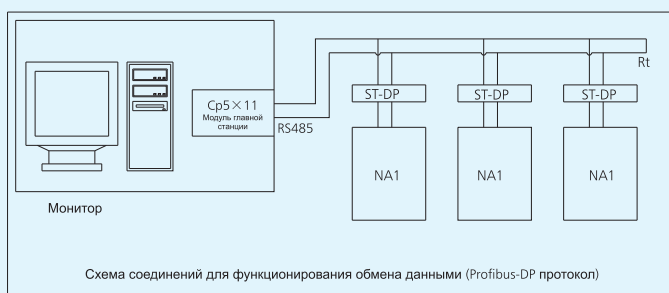 Rt
ST-DP ST-DP ST-DP
Cp5×11
Модуль главной
станции
RS485
NA1 NA1 NA1
Монитор
Схема соединений для функционирования обмена данными (Profibus-DP протокол)